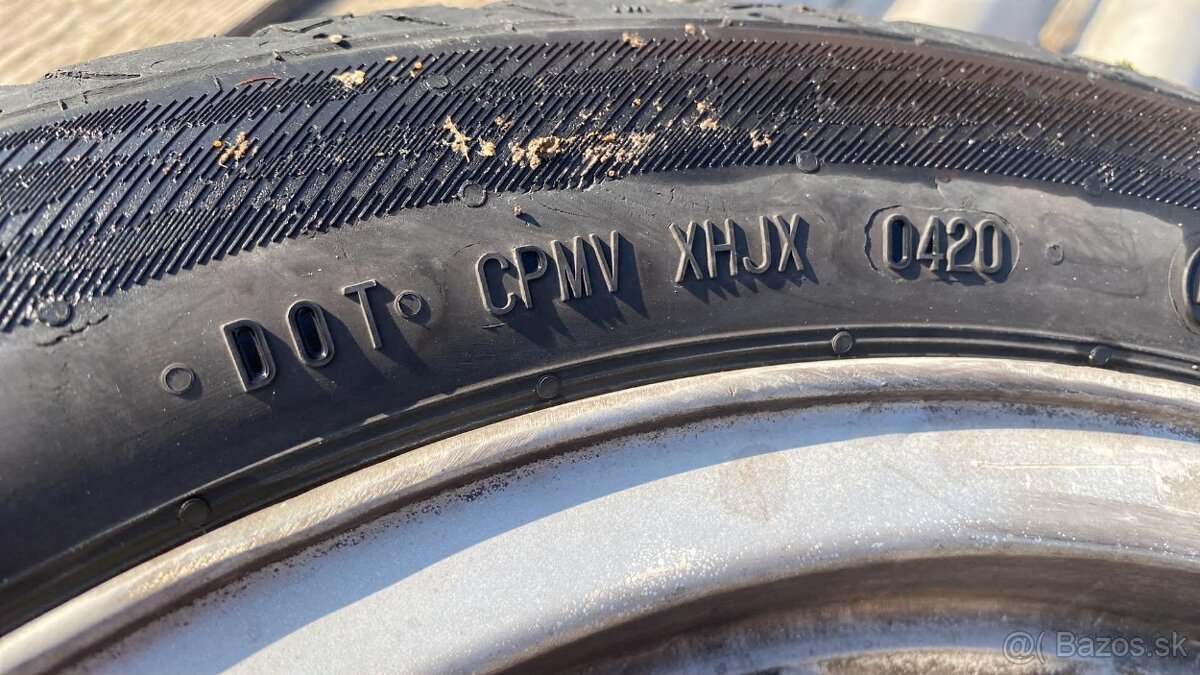 DOT CPMV XHJX 0420
@( Bazos.sk